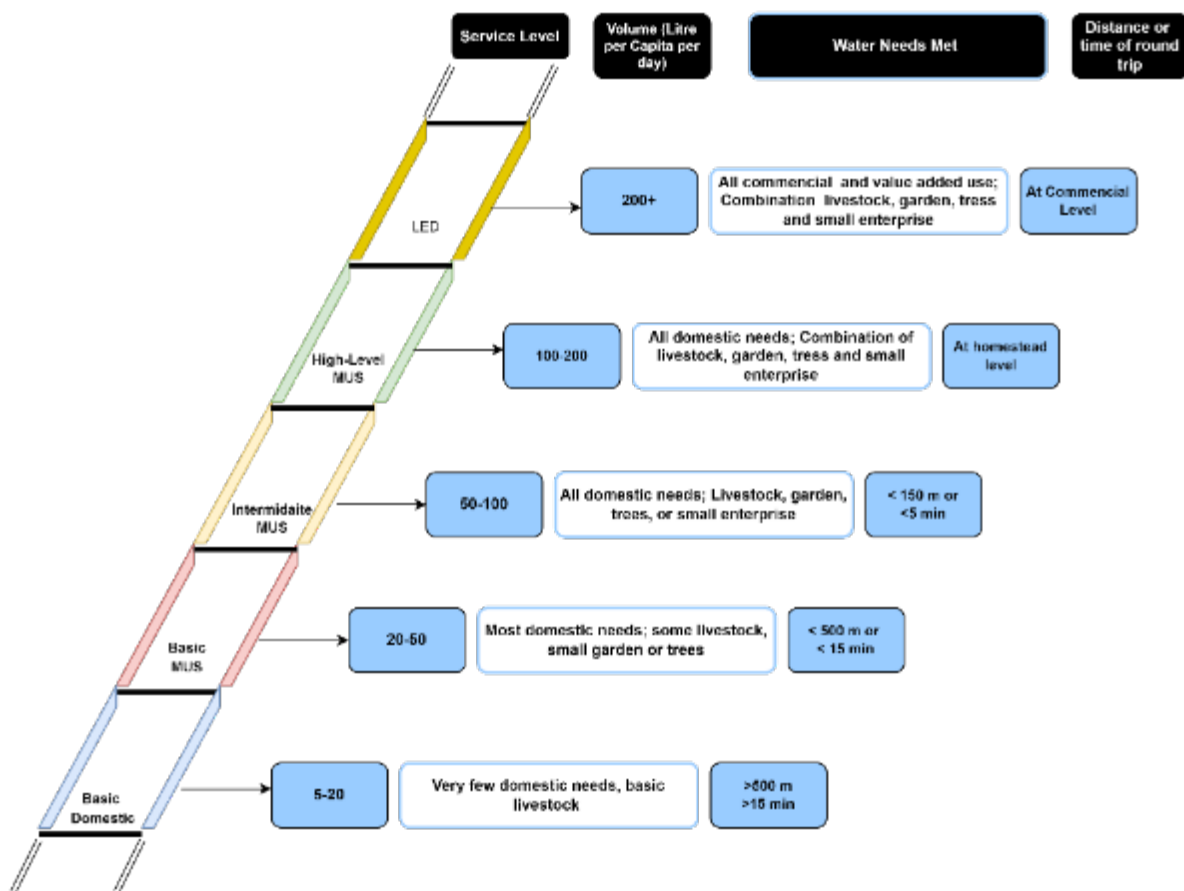 Service Level
Volume (Litre
per Capita per
day)
Water Needs Met
Distance or
time of round
trip
LED
200+
All commencial and value added use;
Combination livestock, garden, tress
and small enterprise
At Commencial
Level
High-Level
MUS
100-200
All domestic needs; Combination of
livestock, garden, tress and small
enterprise
At homestead
level
Intermidaite
MUS
50-100
All domestic needs; Livestock, garden,
trees, or small enterprise
< 150 m or
<5 min
Basic
MUS
20-50
Most domestic needs; some livestock,
small garden or trees
< 500 m or
< 15 min
Basic
Domestic
5-20
Very few domestic needs, basic
livestock
>500 m
>15 min